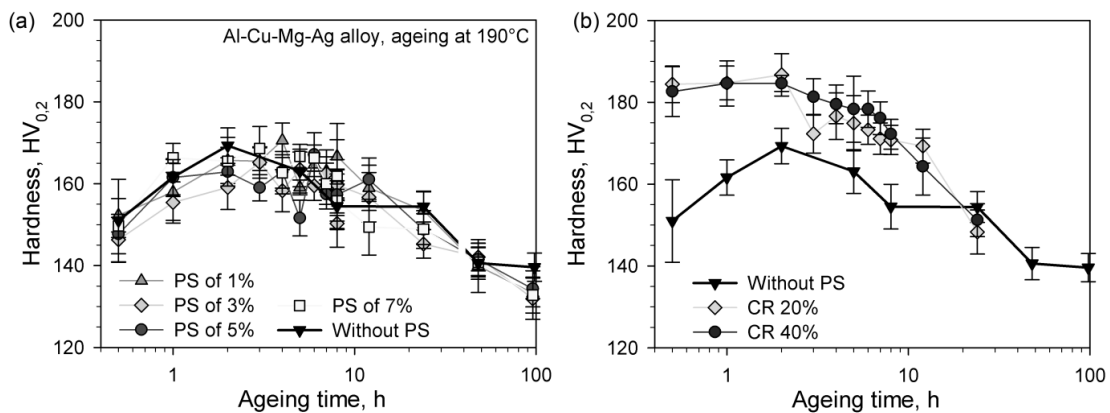 (a)
Al-Cu-Mg-Ag alloy, ageing at 190°C
Hardness, HV0,2
200
180
160
140
120
PS of 1%
PS of 3%
PS of 5%
PS of 7%
Without PS
1
10
100
Ageing time, h
(b)
Hardness, HV0,2
200
180
160
140
120
Without PS
CR 20%
CR 40%
1
10
100
Ageing time, h